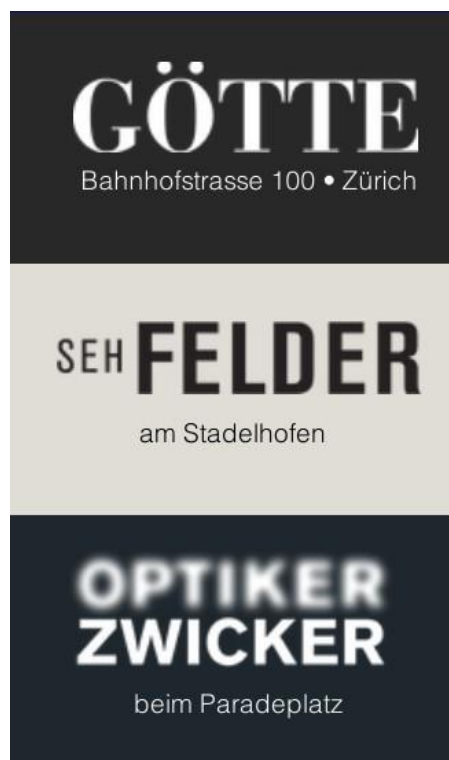 GÖTTE
Bahnhofstrasse 100 • Zürich
SEH FELDER
am Stadelhofen
OPTIKER
ZWICKER
beim Paradeplatz